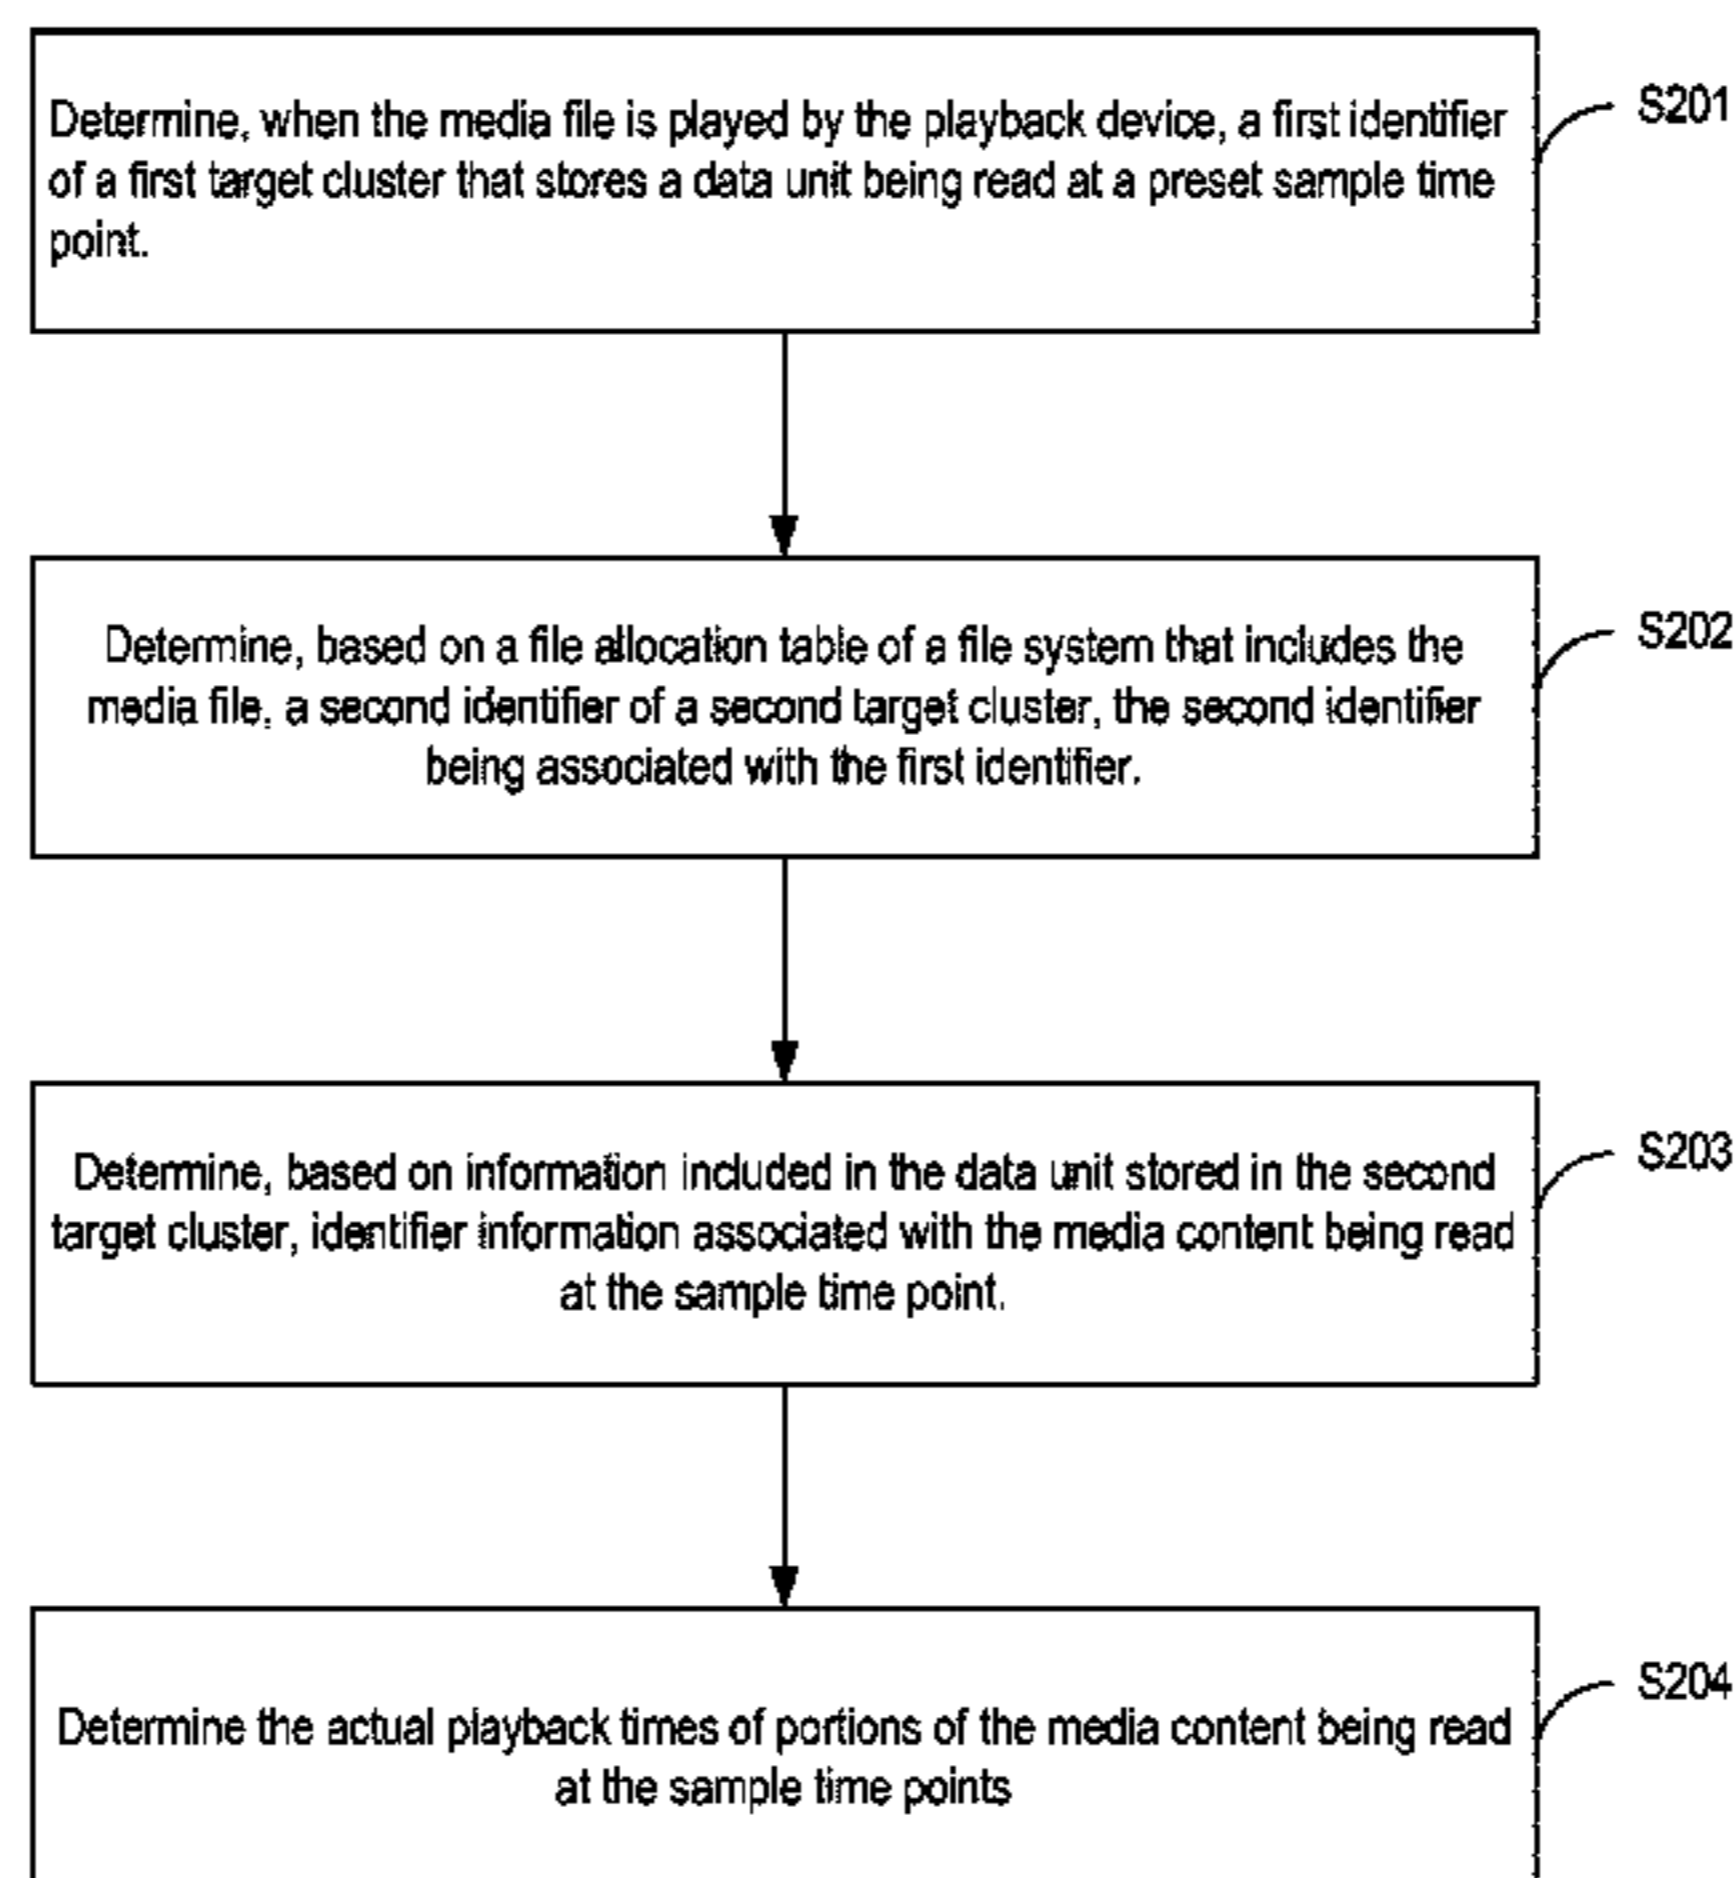 Determine, when the media file is played by the playback device, a first identifier
of a first target cluster that stores a data unit being read at a preset sample time
point.
S201
Determine, based on a file allocation table of a file system that includes the
media file, a second identifier of a second target cluster, the second identifier
being associated with the first identifier.
S202
Determine, based on information included in the data unit stored in the second
target cluster, identifier information associated with the media content being read
at the sample time point.
S203
Determine the actual playback times of portions of the media content being read
at the sample time points
S204